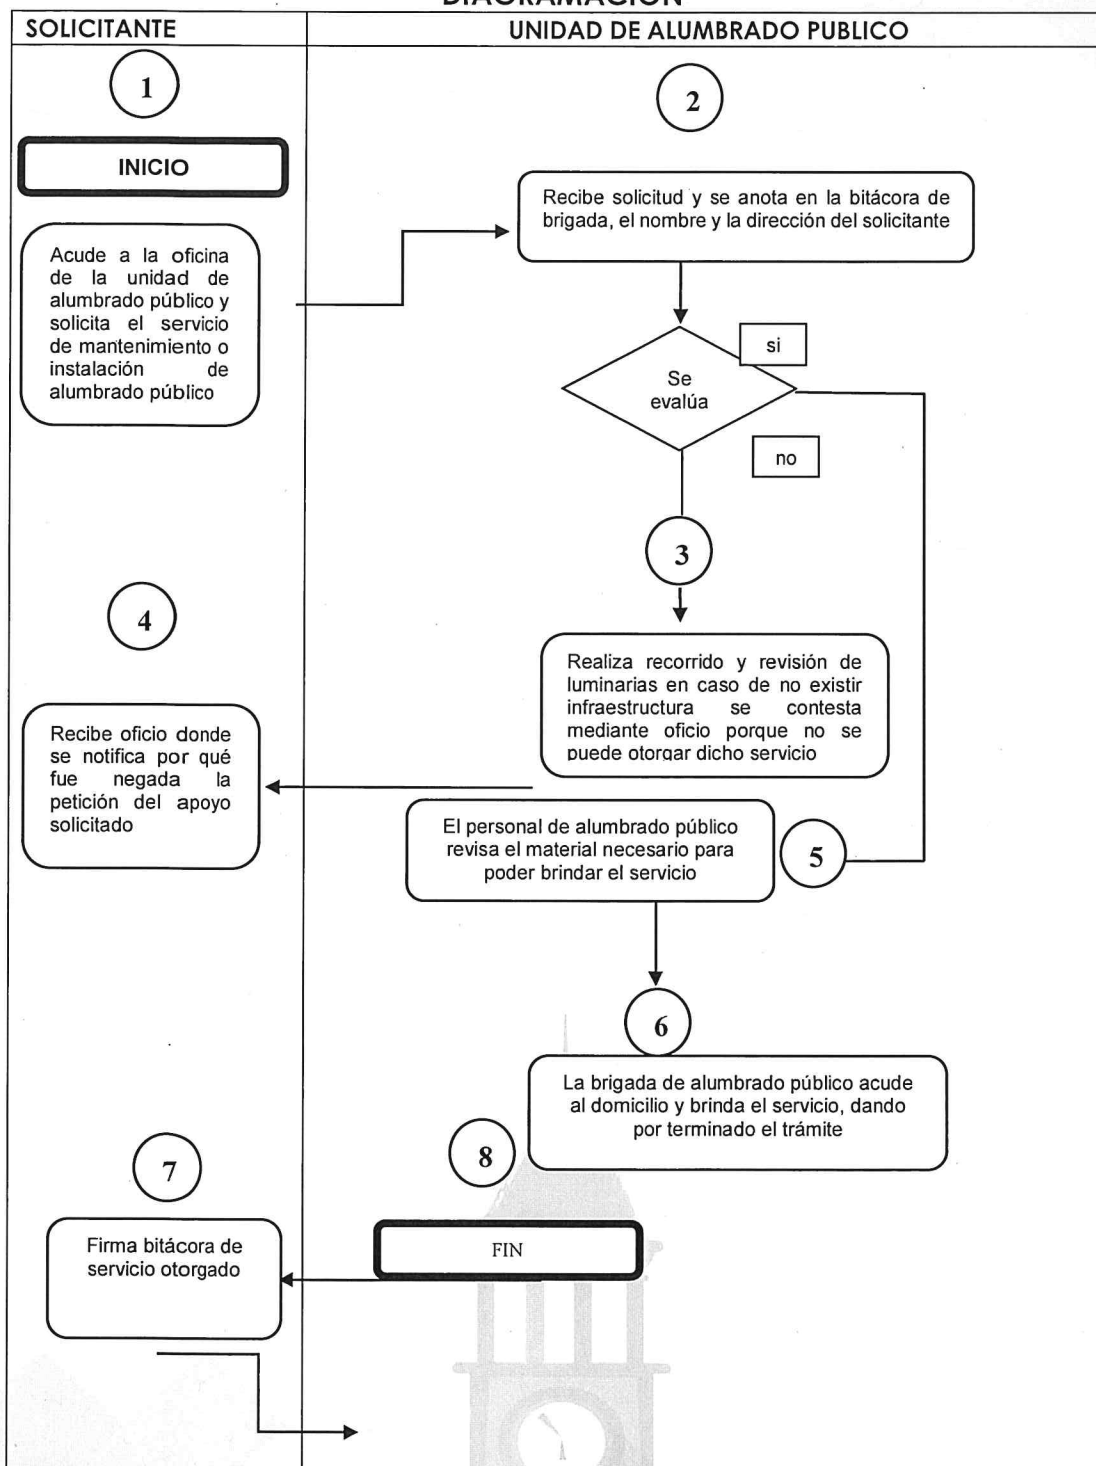 DIAGRAMACIÓN
SOLICITANTE
UNIDAD DE ALUMBRADO PUBLICO
1
2
INICIO
Recibe solicitud y se anota en la bitácora de
brigada, el nombre y la dirección del solicitante
Acude a la oficina
de la unidad de
alumbrado público y
solicita el servicio
de mantenimiento o
instalación de
alumbrado público
si
Se
evalúa
no
3
4
Realiza recorrido y revisión de
luminarias en caso de no existir
infraestructura se contesta
mediante oficio porque no se
puede otorgar dicho servicio
Recibe oficio donde
se notifica por qué
fue negada la
petición del apoyo
solicitado
El personal de alumbrado público
revisa el material necesario para
poder brindar el servicio
5
6
La brigada de alumbrado público acude
al domicilio y brinda el servicio, dando
por terminado el trámite
8
7
FIN
Firma bitácora de
servicio otorgado